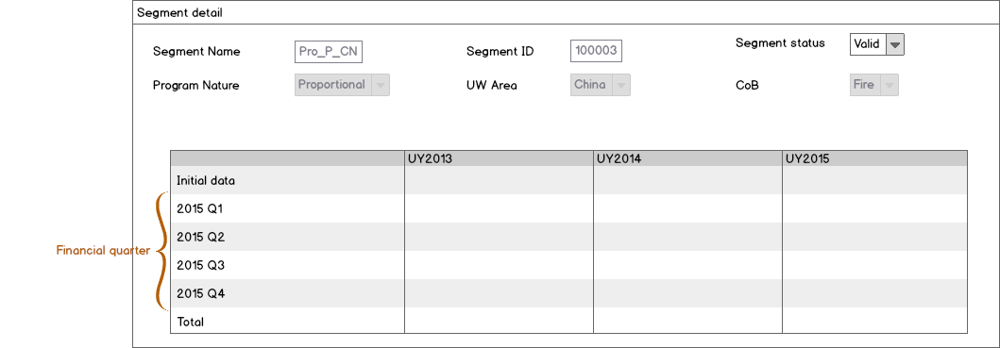 Segment detail
Segment Name Pro_P_CN Segment ID 100003 Segment status Valid
Program Nature Proportional UW Area China CoB Fire
UY2013 UY2014 UY2015
Initial data
2015 Q1
2015 Q2
Financial quarter
2015 Q3
2015 Q4
Total